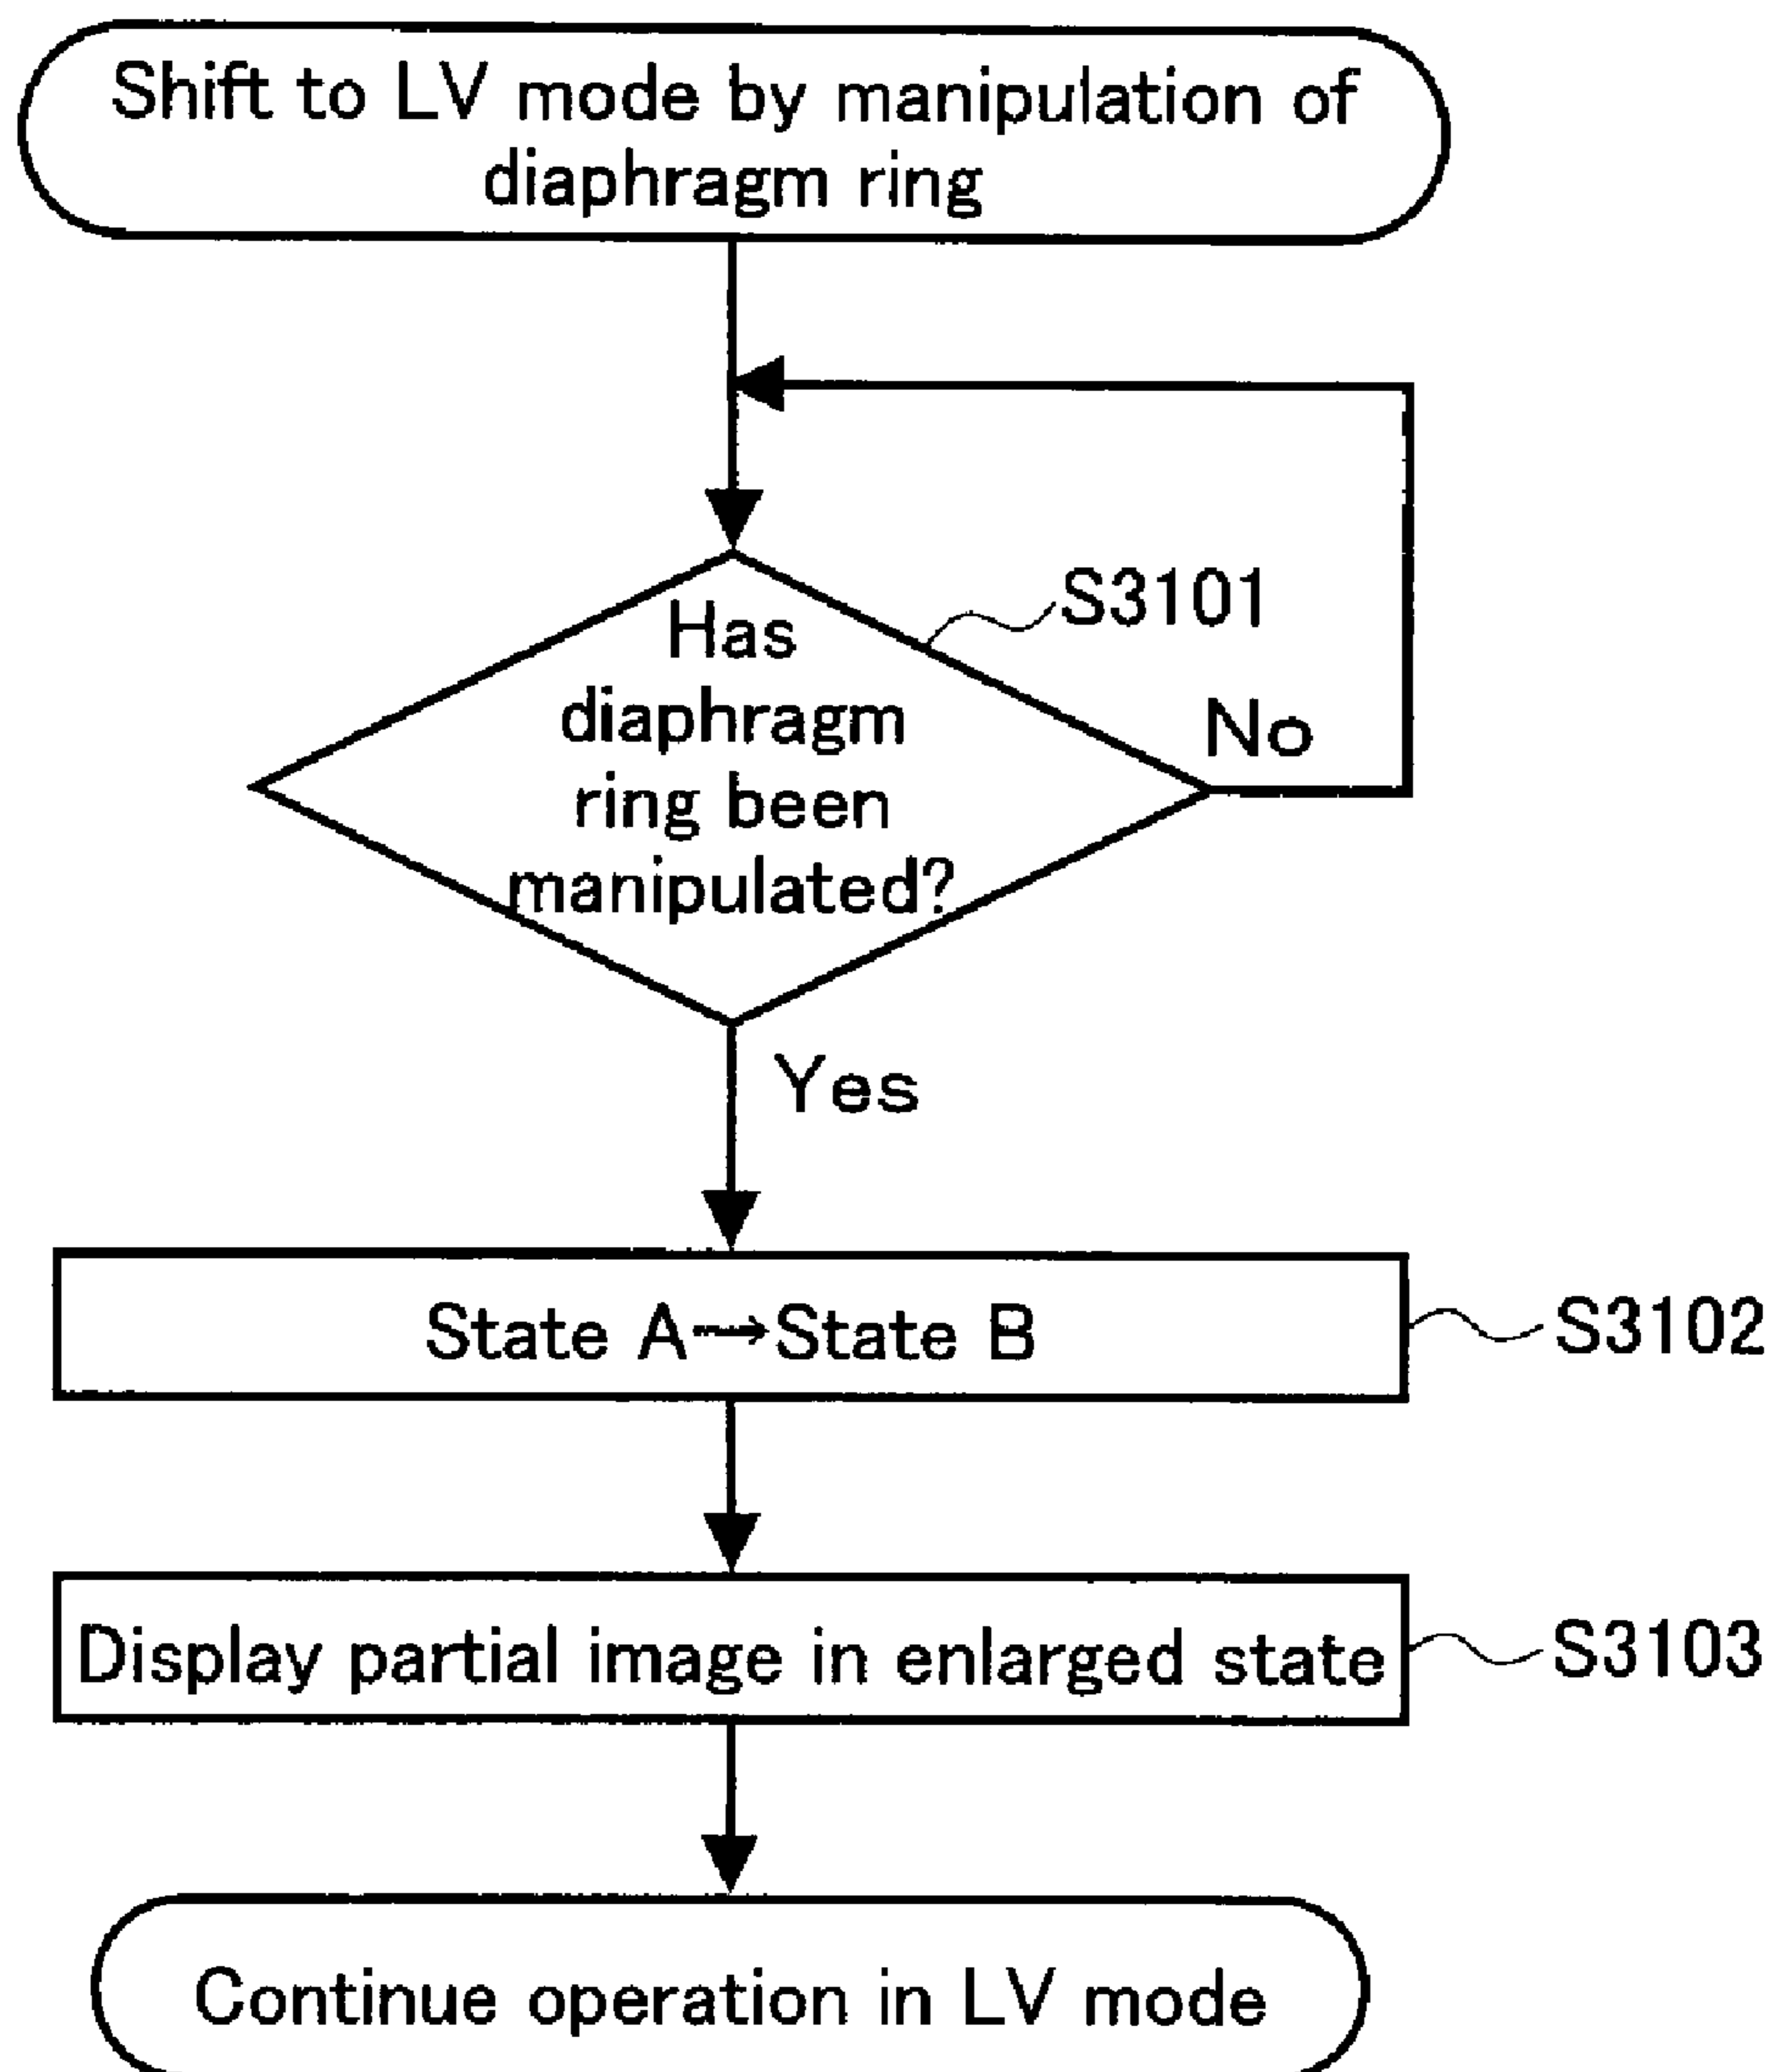 Shift to LV mode by manipulation of
diaphragm ring
S3101
Has
diaphragm
ring been
manipulated?
No
Yes
State A→State B
S3102
Display partial image in enlarged state
S3103
Continue operation in LV mode